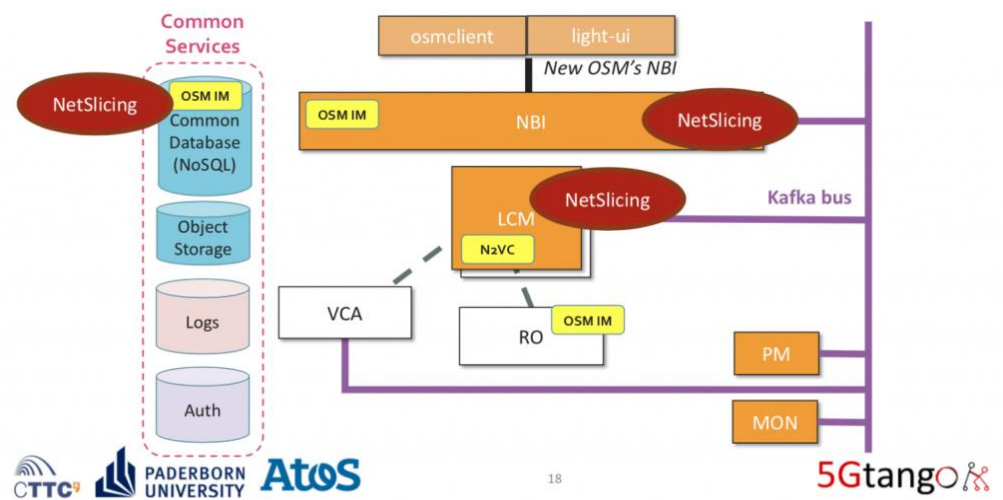 Common
Services
NetSlicing
OSM IM
Common
Database
(NoSQL)
Object
Storage
Logs
Auth
osmclient
light-ui
New OSM's NBI
OSM IM
NBI
NetSlicing
LCM
NetSlicing
N2VC
Kafka bus
VCA
RO
OSM IM
PM
MON
CTTC9
PADERBORN
UNIVERSITY
Atos
18
5Gtango